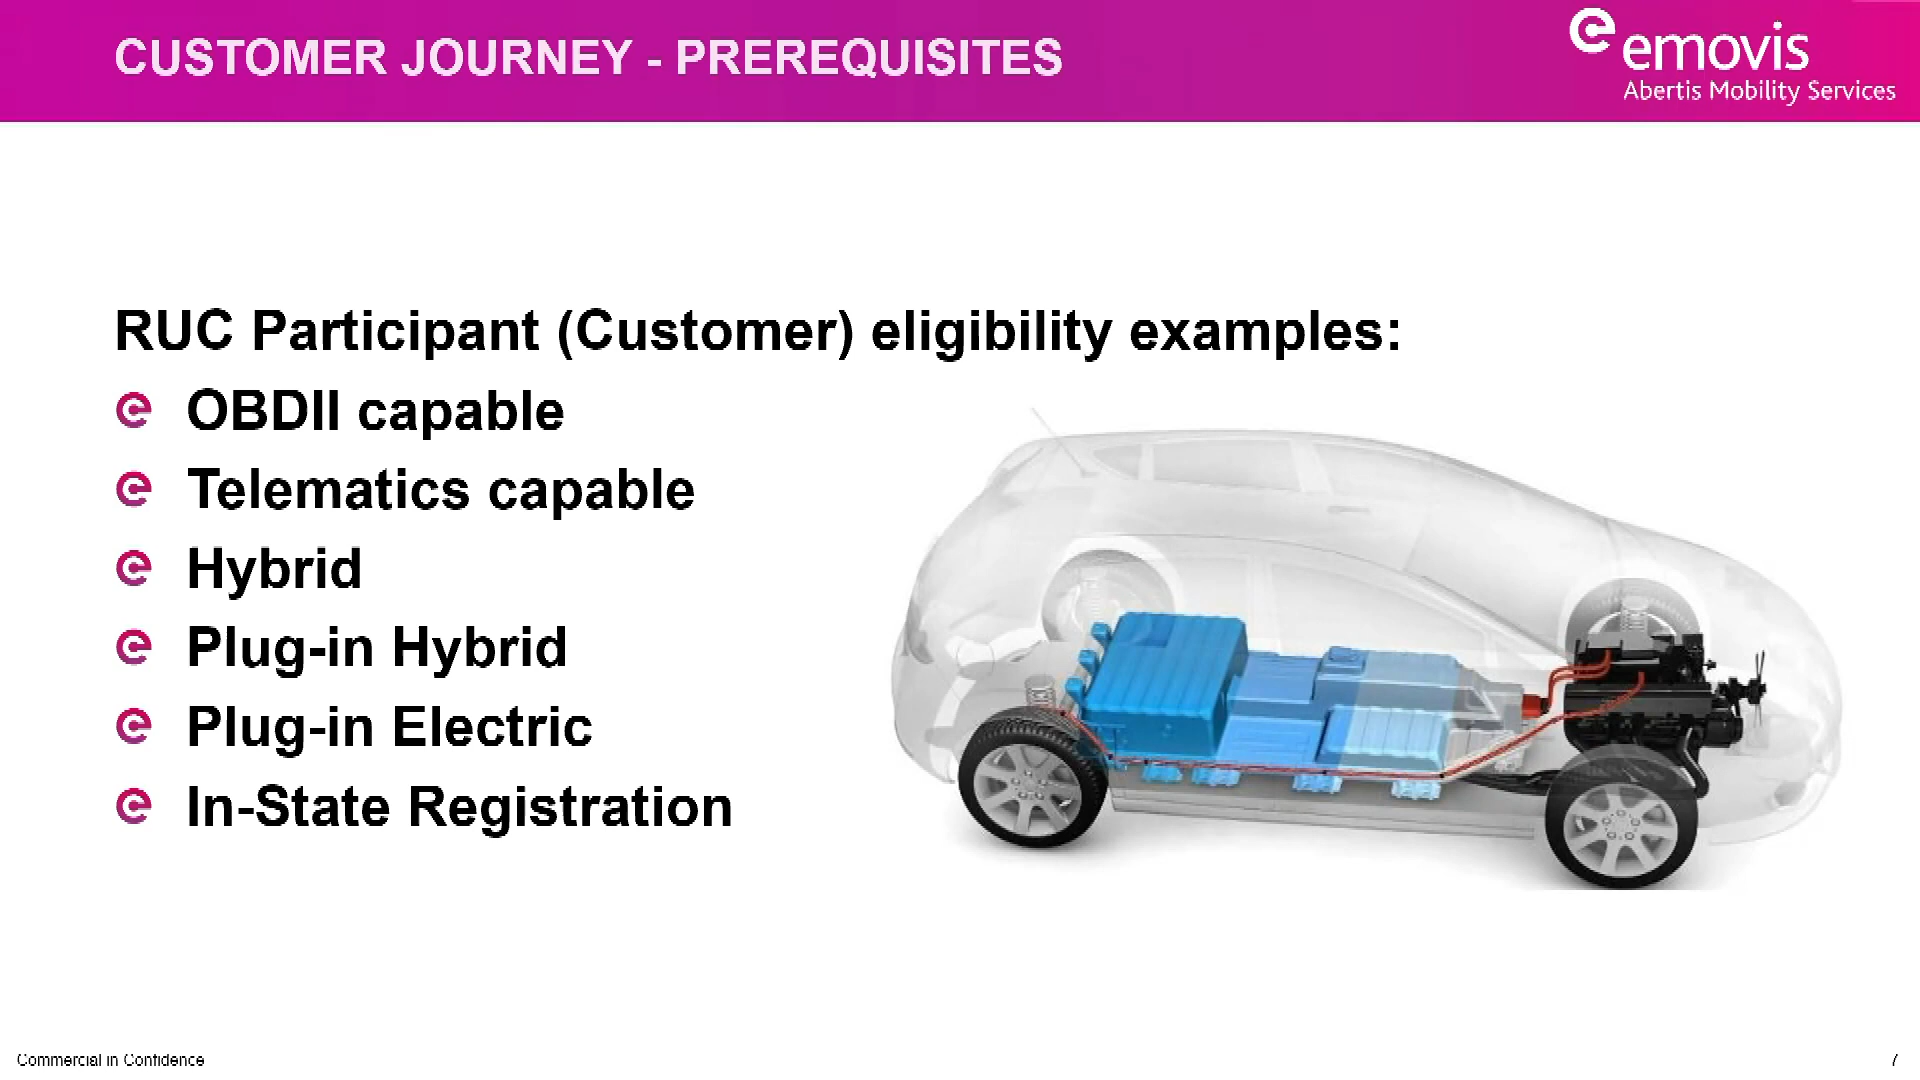 CUSTOMER JOURNEY - PREREQUISITES
emovis
Abertis Mobility Services
RUC Participant (Customer) eligibility examples:
OBDII capable
Telematics capable
Hybrid
Plug-in Hybrid
Plug-in Electric
In-State Registration
Commercial in Confidence
7